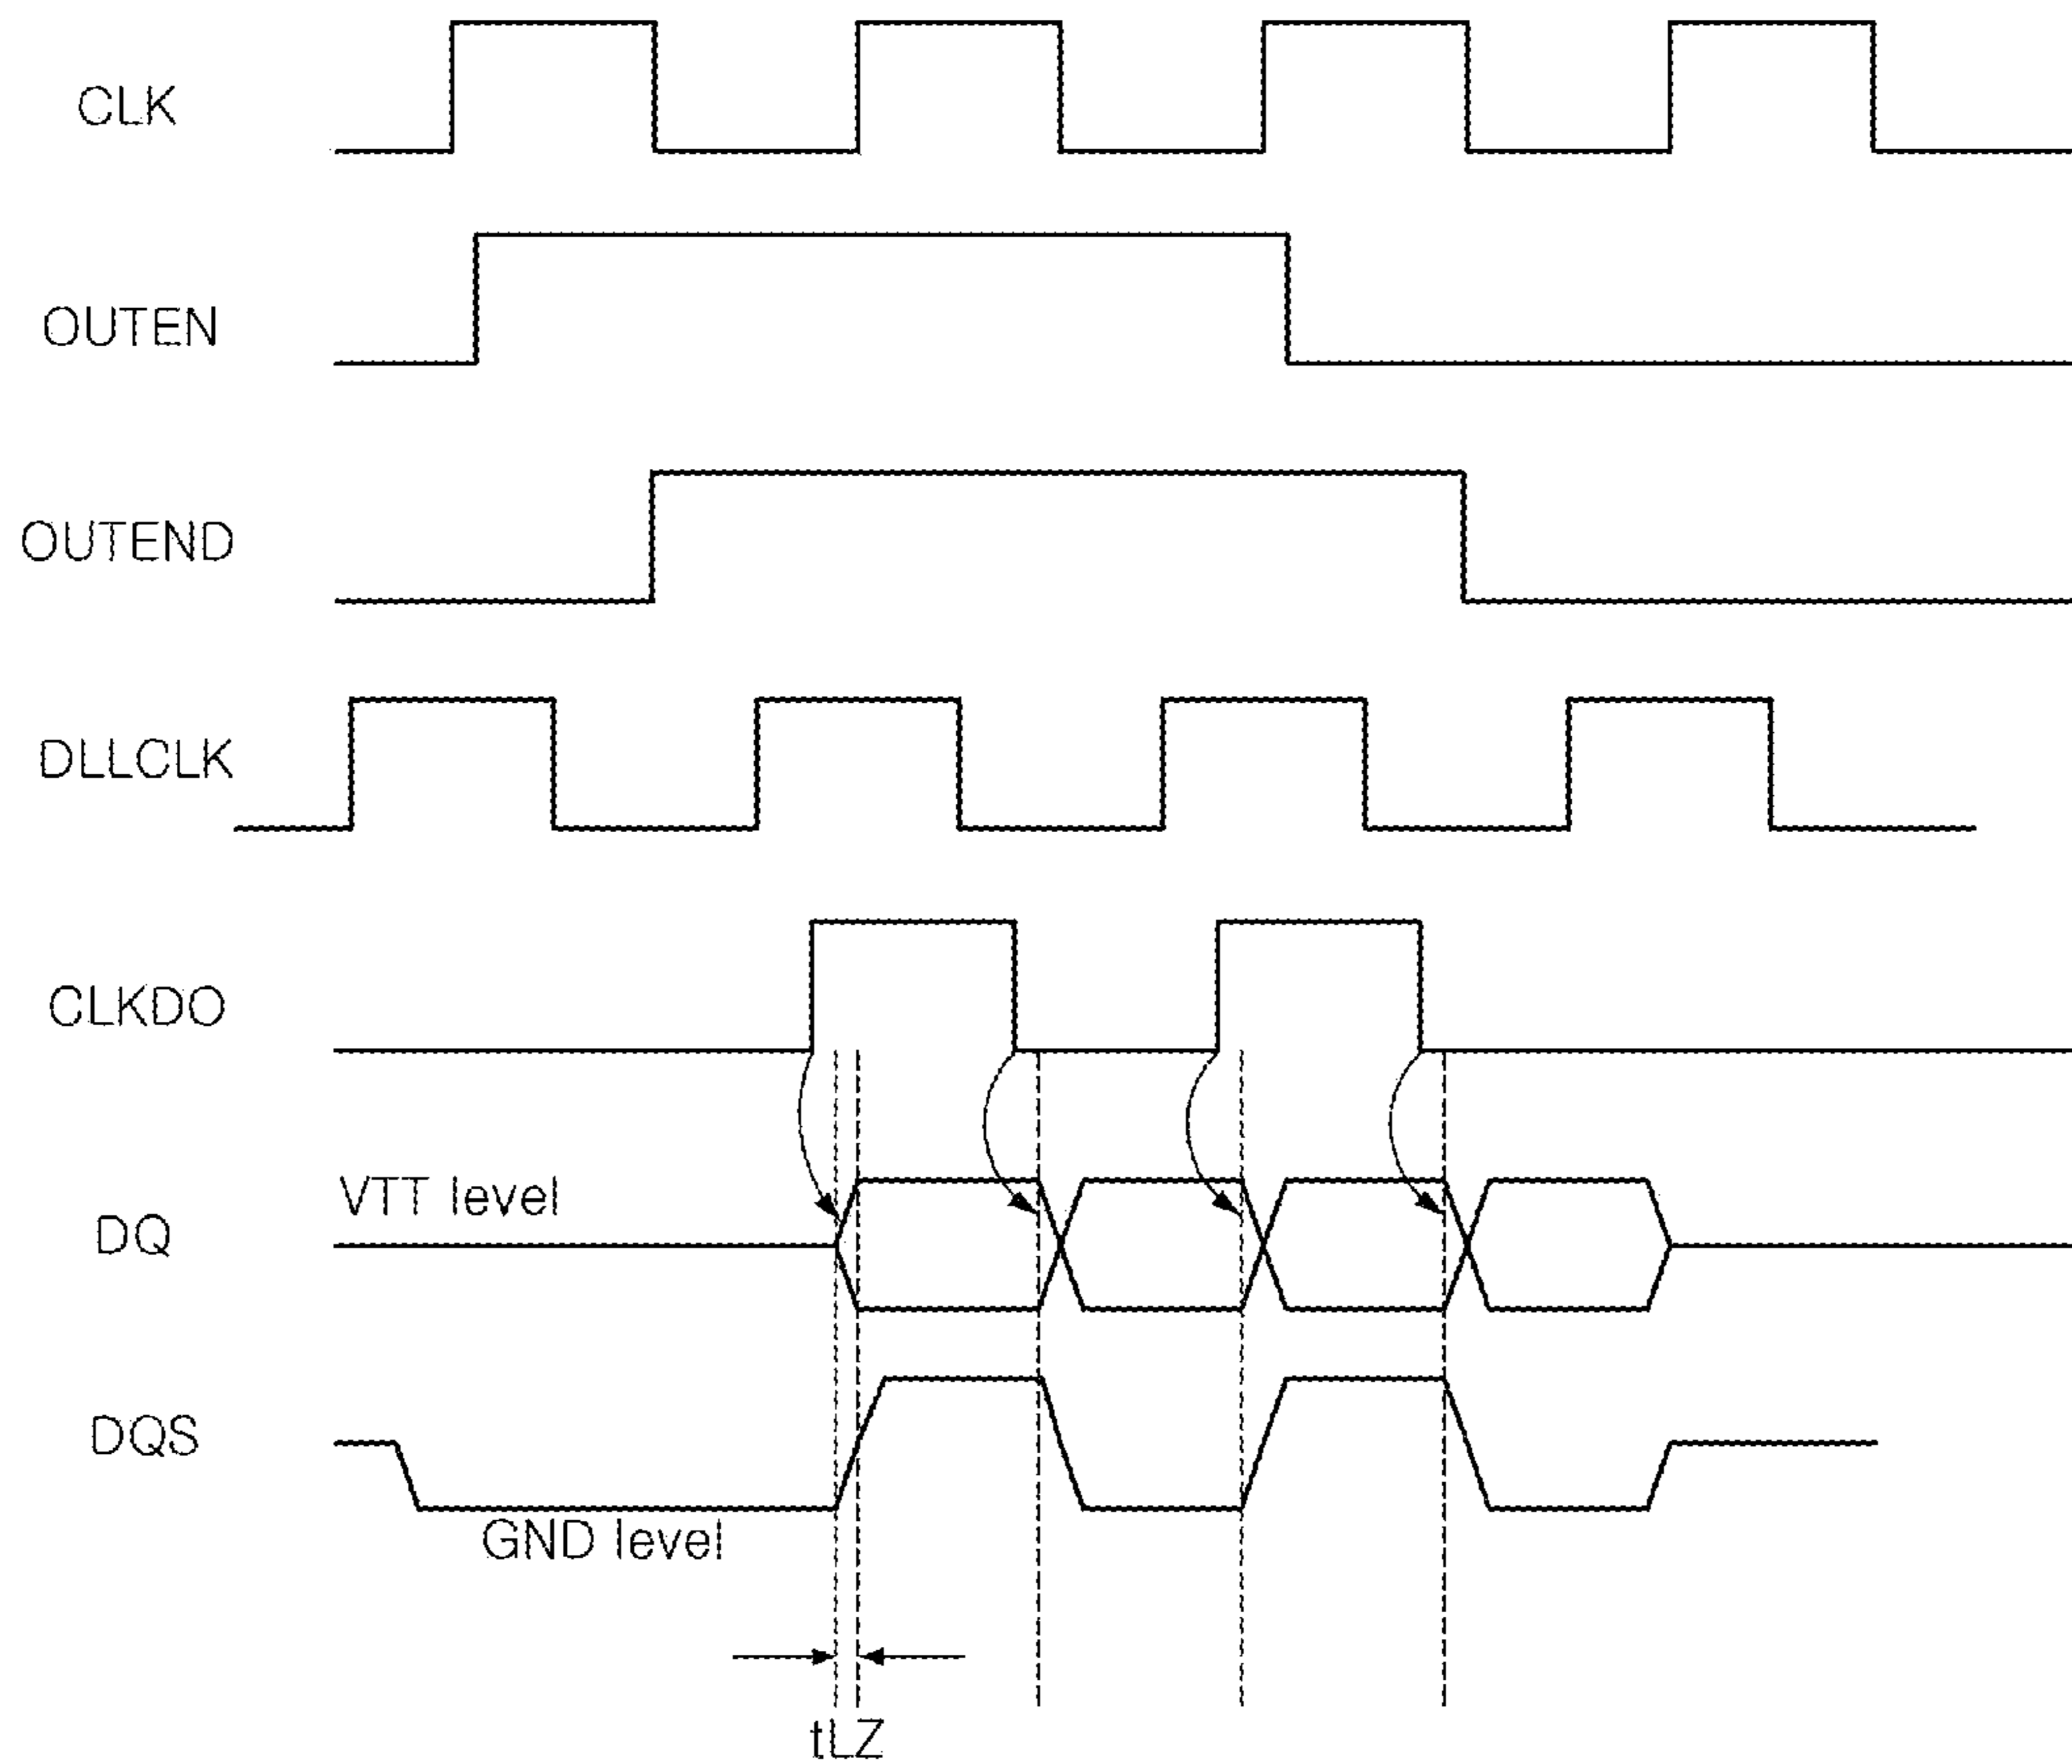 CLK
OUTEN
OUTEND
DLLCLK
CLKDO
VTT level
DQ
DQS
GND level
tLZ